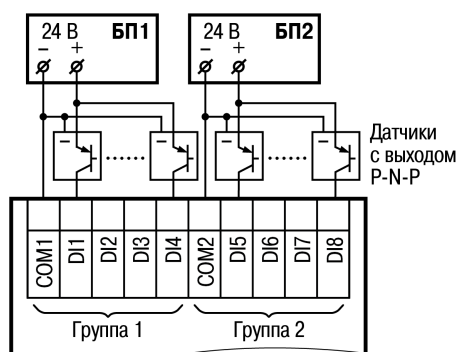 24 В БП1
– +
24 В БП2
– +
– –
– –
Датчики
с выходом
P-N-P
COM1 DI1 DI2 DI3 DI4 COM2 DI5 DI6 DI7 DI8
Группа 1 Группа 2